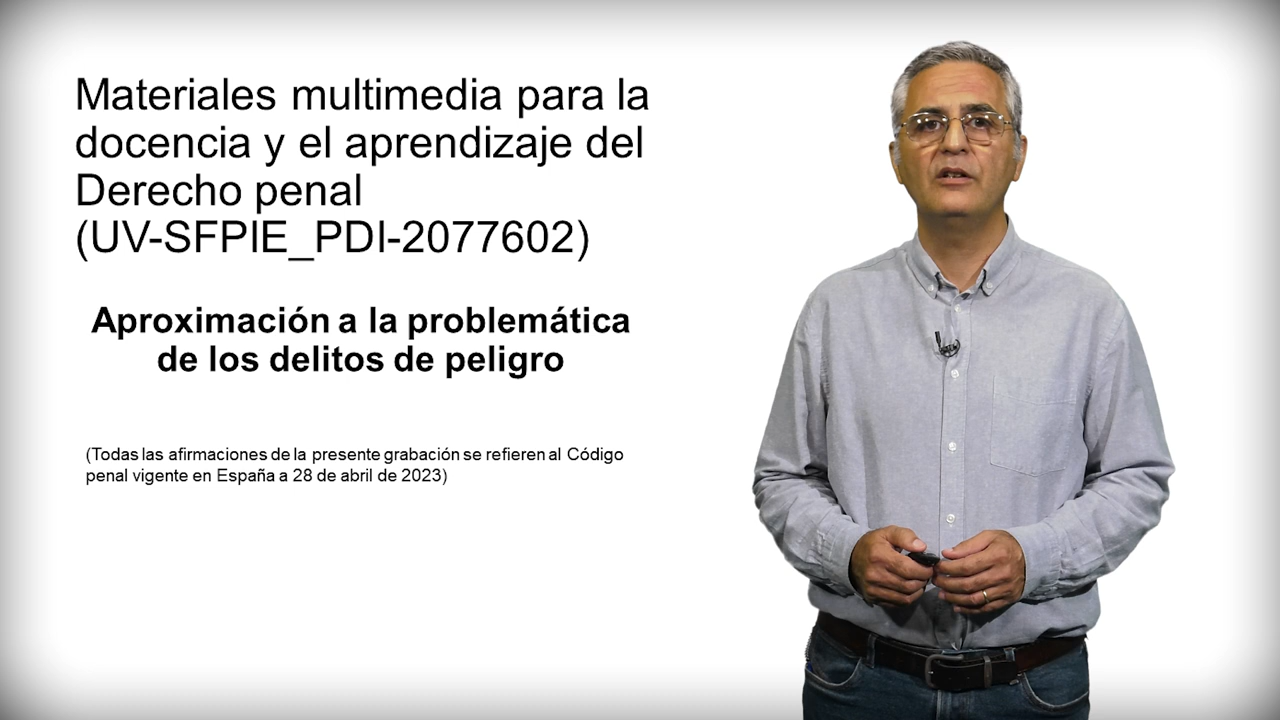 Materiales multimedia para la
docencia y el aprendizaje del
Derecho penal
(UV-SFPIE_PDI-2077602)
Aproximación a la problemática
de los delitos de peligro
(Todas las afirmaciones de la presente grabación se refieren al Código
penal vigente en España a 28 de abril de 2023)